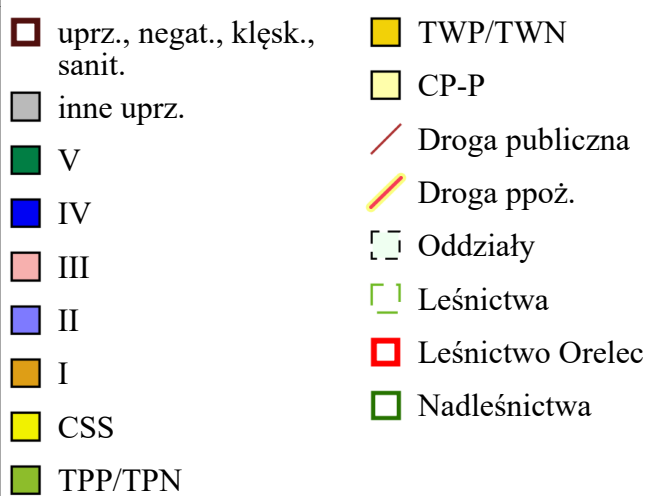 uprz., negat., klęsk.,
sanit.
inne uprz.
V
IV
III
II
I
CSS
TPP/TPN
TWP/TWN
CP-P
Droga publiczna
Droga ppoż.
Oddziały
Leśnictwa
Leśnictwo Orelec
Nadleśnictwa